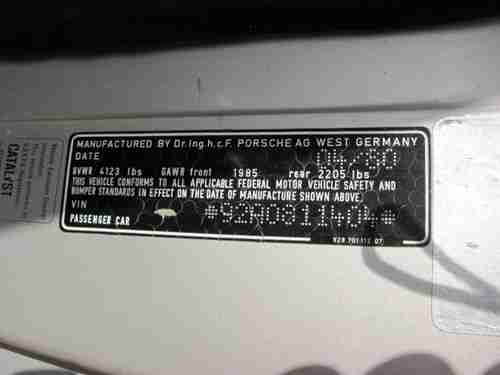 MANUFACTURED BY Dr.Ing.h.c.F. PORSCHE AG WEST GERMANY
DATE 04/80
GVWR 4123 lbs GAWR front 1985 rear 2205 lbs
THIS VEHICLE CONFORMS TO ALL APPLICABLE FEDERAL MOTOR VEHICLE SAFETY AND
BUMPER STANDARDS IN EFFECT ON THE DATE OF MANUFACTURE SHOWN ABOVE.
VIN *92A0811404*
PASSENGER CAR
CATALYST